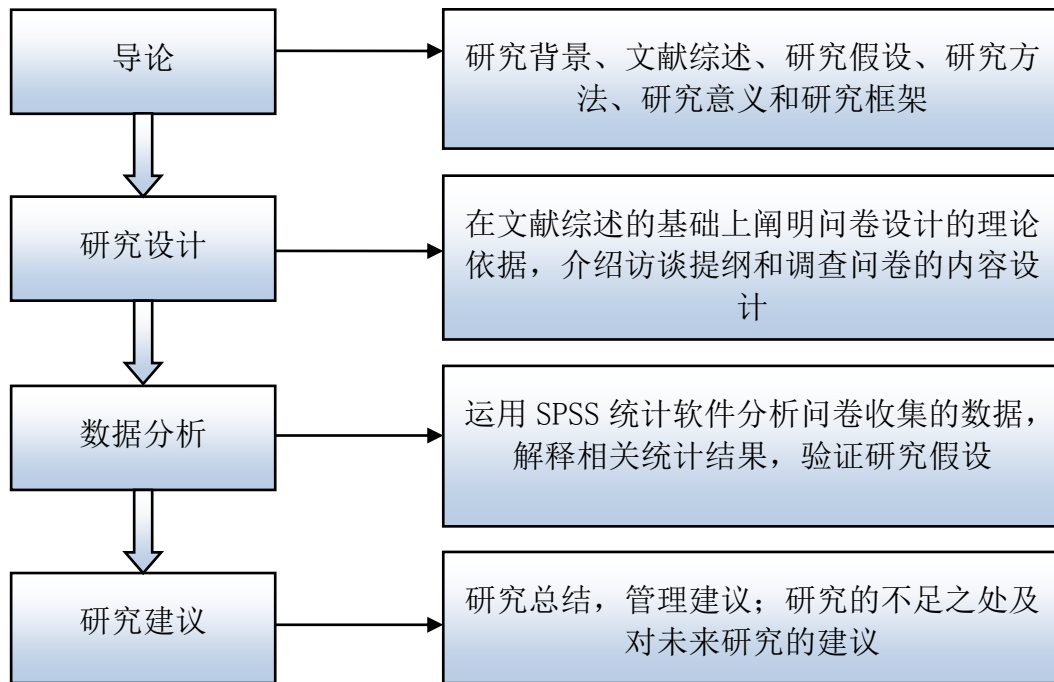 导论
研究背景、文献综述、研究假设、研究方
法、研究意义和研究框架
研究设计
在文献综述的基础上阐明问卷设计的理论
依据，介绍访谈提纲和调查问卷的内容设
计
数据分析
运用 SPSS 统计软件分析问卷收集的数据，
解释相关统计结果，验证研究假设
研究建议
研究总结，管理建议；研究的不足之处及
对未来研究的建议